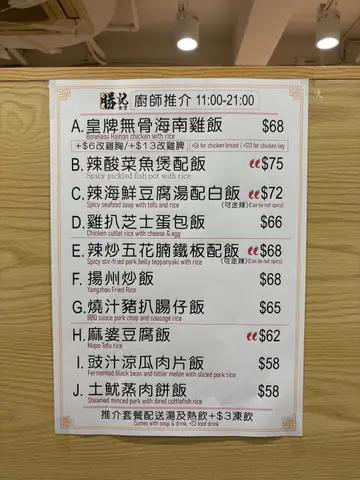 勝記 廚師推介 11:00-21:00
A. 皇牌無骨海南雞飯 $68
Boneless Hainan chicken with rice
+$6改雞胸/+$13改雞髀 +$6 for chicken breast / +$13 for chicken leg
B. 辣酸菜魚煲配飯 $75
Spicy pickled fish pot with rice
C. 辣海鮮豆腐湯配白飯 $72
Spicy seafood soup with tofu and rice (可走辣) (Can be not spicy)
D. 雞扒芝士蛋包飯 $66
Chicken cutlet rice with cheese & egg
E. 辣炒五花腩鐵板配飯 $68
Spicy stir-fried pork belly teppanyaki with rice (可走辣) (Can be not spicy)
F. 揚州炒飯 $68
Yangzhou Fried Rice
G. 燒汁豬扒腸仔飯 $65
BBQ sauce pork chop and sausage rice
H. 麻婆豆腐飯 $62
Mapo Tofu rice
I. 豉汁涼瓜肉片飯 $58
Fermented black bean and bitter melon with sliced pork rice
J. 土魷蒸肉餅飯 $58
Steamed minced pork with dired cuttlefish rice
推介套餐配送湯及熱飲+$3凍飲
Comes with soup & drink, +$3 iced drink